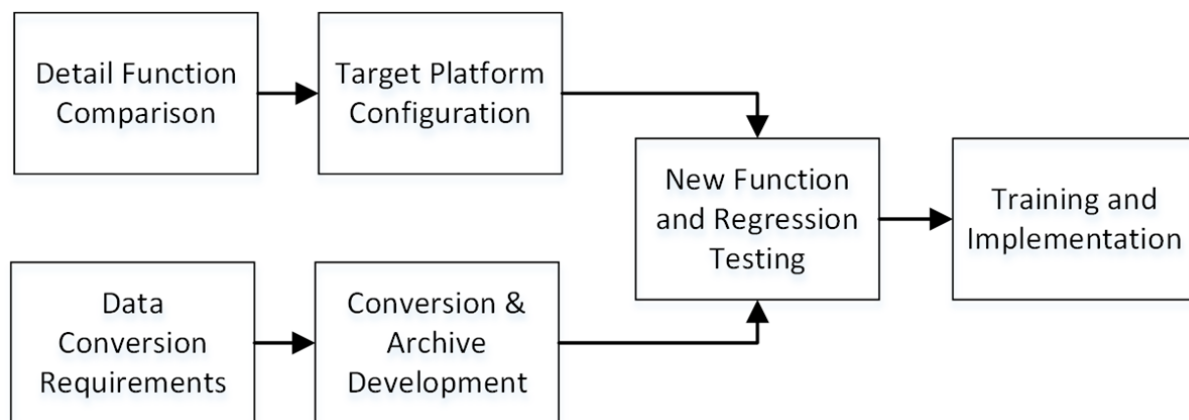 Detail Function
Comparison
Target Platform
Configuration
New Function
and Regression
Testing
Training and
Implementation
Data
Conversion
Requirements
Conversion &
Archive
Development